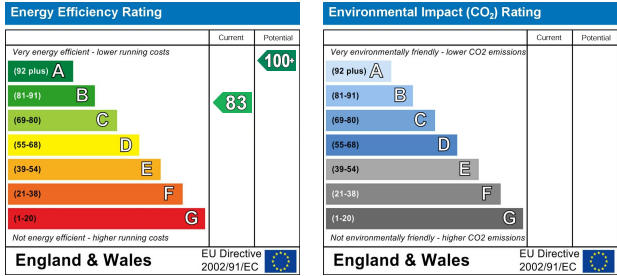 Energy Efficiency Rating
Current Potential
Very energy efficient - lower running costs
(92 plus) A
(81-91) B
(69-80) C
(55-68) D
(39-54) E
(21-38) F
(1-20) G
83
100+
Not energy efficient - higher running costs
England & Wales
EU Directive
2002/91/EC
Environmental Impact (CO2) Rating
Current Potential
Very environmentally friendly - lower CO2 emissions
(92 plus) A
(81-91) B
(69-80) C
(55-68) D
(39-54) E
(21-38) F
(1-20) G
Not environmentally friendly - higher CO2 emissions
England & Wales
EU Directive
2002/91/EC